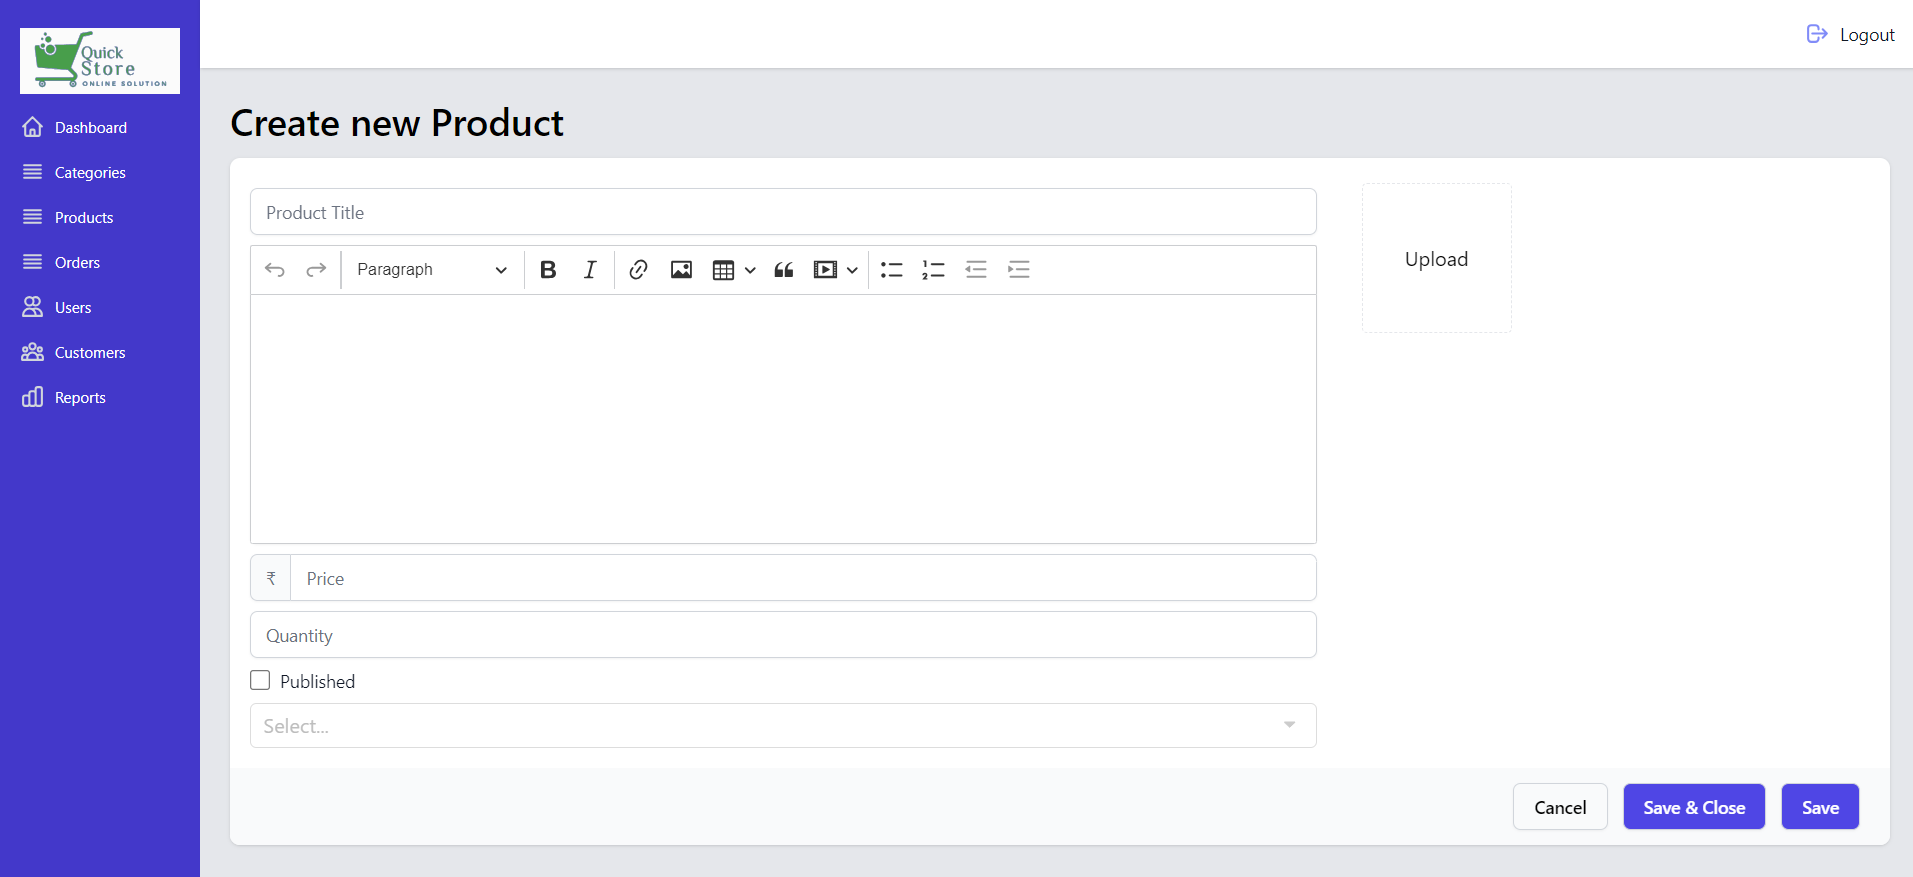 Quick
Store
ONLINE SOLUTION
Dashboard
Categories
Products
Orders
Users
Customers
Reports
Logout
Create new Product
Product Title
Paragraph
Upload
₹ Price
Quantity
Published
Select...
Cancel
Save & Close
Save